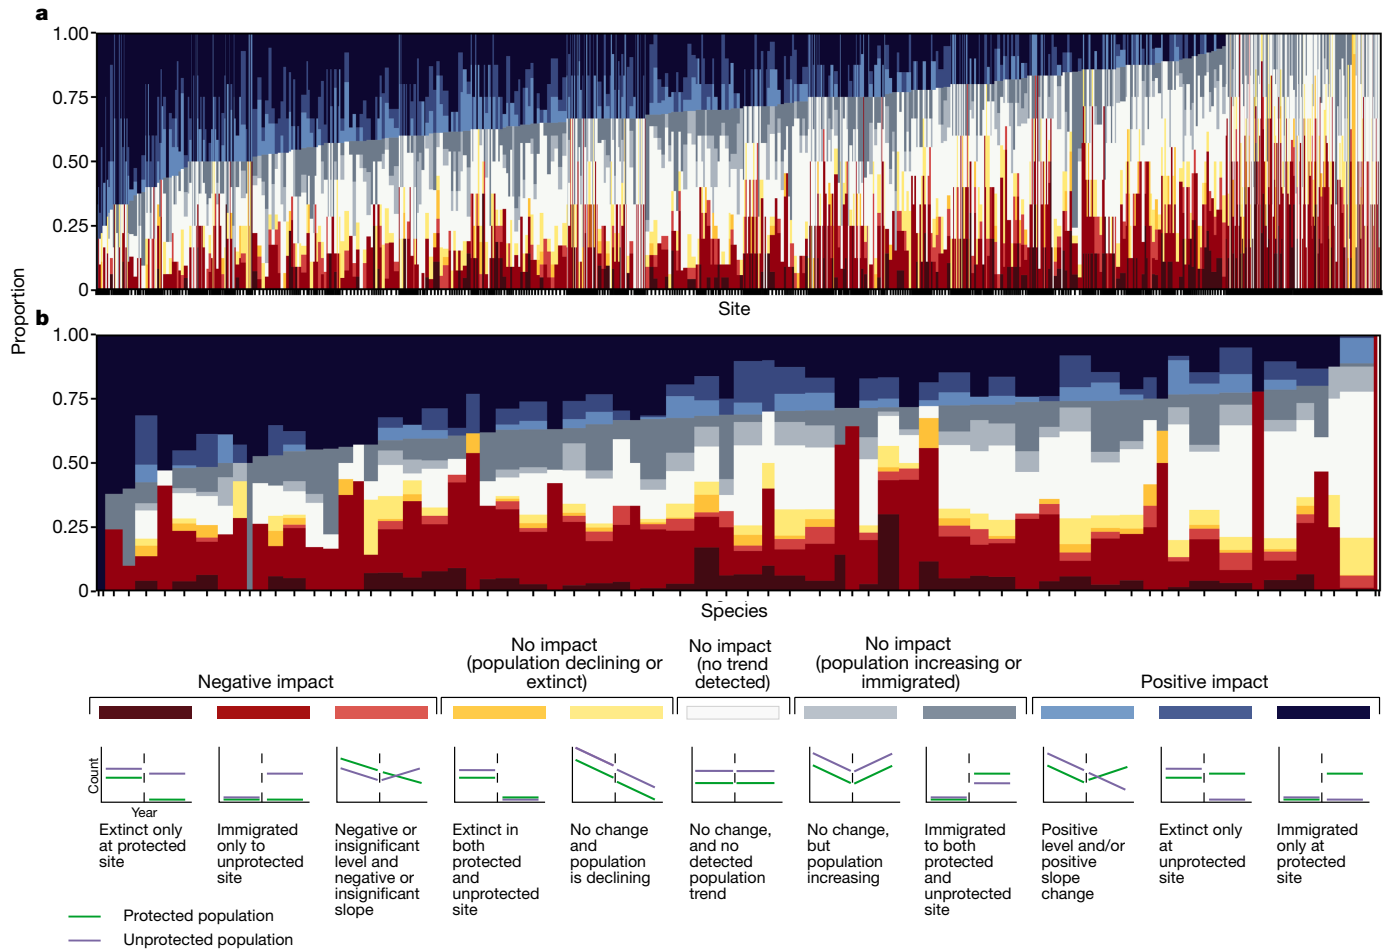 a
1.00
0.75
0.50
0.25
0
Site
Proportion
b
1.00
0.75
0.50
0.25
0
Species
Negative impact
No impact
(population declining or
extinct)
No impact
(no trend
detected)
No impact
(population increasing or
immigrated)
Positive impact
Count
Year
Extinct only
at protected
site
Immigrated
only to
unprotected
site
Negative or
insignificant
level and
negative or
insignificant
slope
Extinct in
both
protected
and
unprotected
site
No change
and
population
is declining
No change,
and no
detected
population
trend
No change,
but
population
increasing
Immigrated
to both
protected
and
unprotected
site
Positive
level and/or
positive
slope
change
Extinct only
at
unprotected
site
Immigrated
only at
protected
site
Protected population
Unprotected population